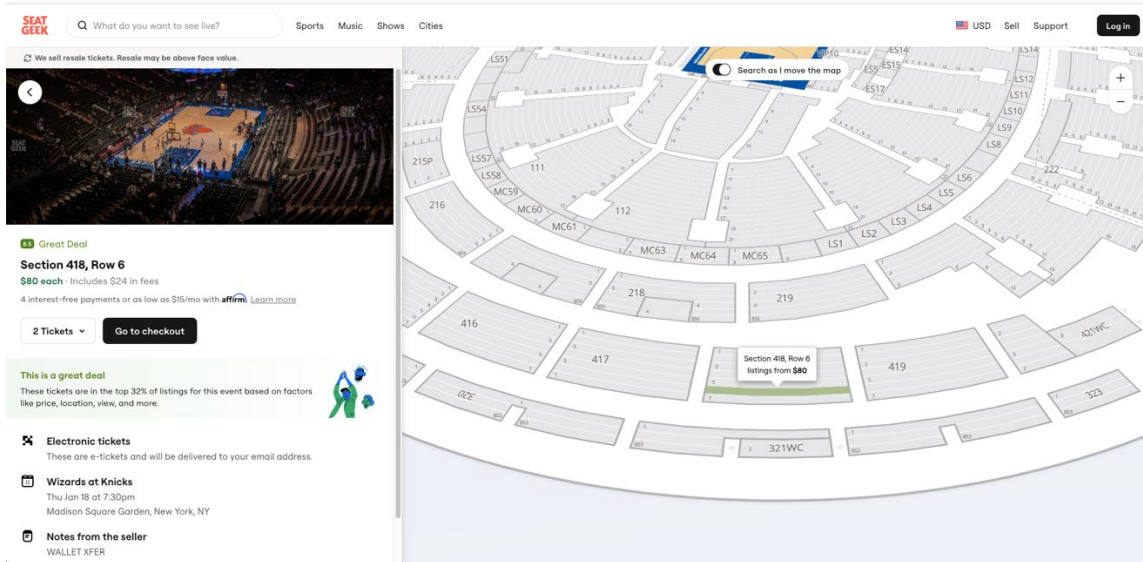 SEAT
GEEK
What do you want to see live?
Sports
Music
Shows
Cities
USD
Sell
Support
Log in
We sell resale tickets. Resale may be above face value.
Search as I move the map
8.5 Great Deal
Section 418, Row 6
$80 each · Includes $24 in fees
4 interest-free payments or as low as $15/mo with affirm. Learn more
2 Tickets
Go to checkout
This is a great deal
These tickets are in the top 32% of listings for this event based on factors
like price, location, view, and more.
Electronic tickets
These are e-tickets and will be delivered to your email address.
Wizards at Knicks
Thu Jan 18 at 7:30pm
Madison Square Garden, New York, NY
Notes from the seller
WALLET XFER
LS51
LS54
LS57
LS58
MC59
MC60
MC61
MC63
MC64
MC65
LS1
LS2
LS3
LS4
LS5
LS6
LS8
LS9
LS10
LS11
LS12
LS14
ES14
ES15
ES5
ES17
111
112
215P
216
218
219
222
416
417
Section 418, Row 6
listings from $80
419
421WC
321WC
323